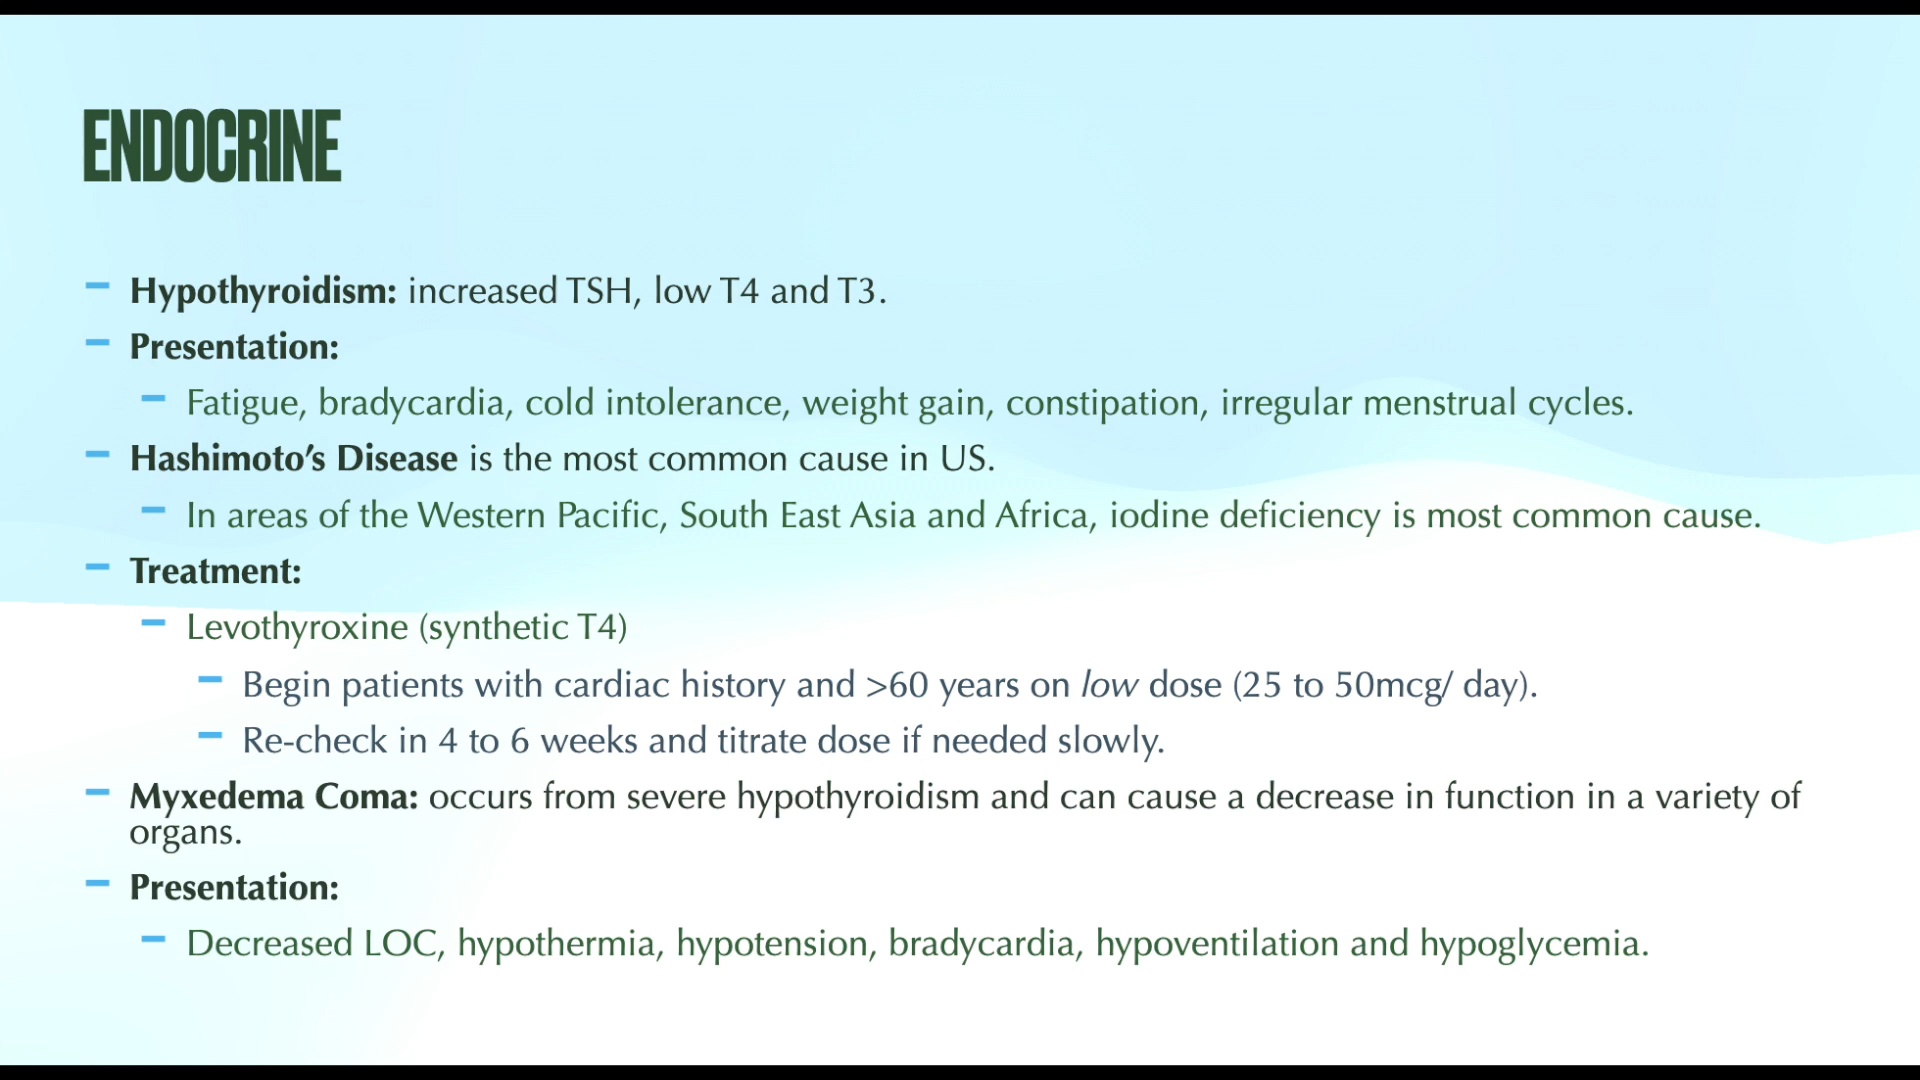 ENDOCRINE
– Hypothyroidism: increased TSH, low T4 and T3.
– Presentation:
– Fatigue, bradycardia, cold intolerance, weight gain, constipation, irregular menstrual cycles.
– Hashimoto’s Disease is the most common cause in US.
– In areas of the Western Pacific, South East Asia and Africa, iodine deficiency is most common cause.
– Treatment:
– Levothyroxine (synthetic T4)
– Begin patients with cardiac history and >60 years on low dose (25 to 50mcg/ day).
– Re-check in 4 to 6 weeks and titrate dose if needed slowly.
– Myxedema Coma: occurs from severe hypothyroidism and can cause a decrease in function in a variety of
organs.
– Presentation:
– Decreased LOC, hypothermia, hypotension, bradycardia, hypoventilation and hypoglycemia.